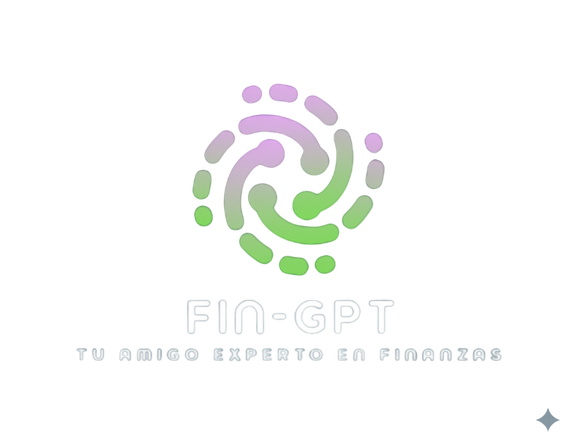 FIN-GPT
TU AMIGO EXPERTO EN FINANZAS